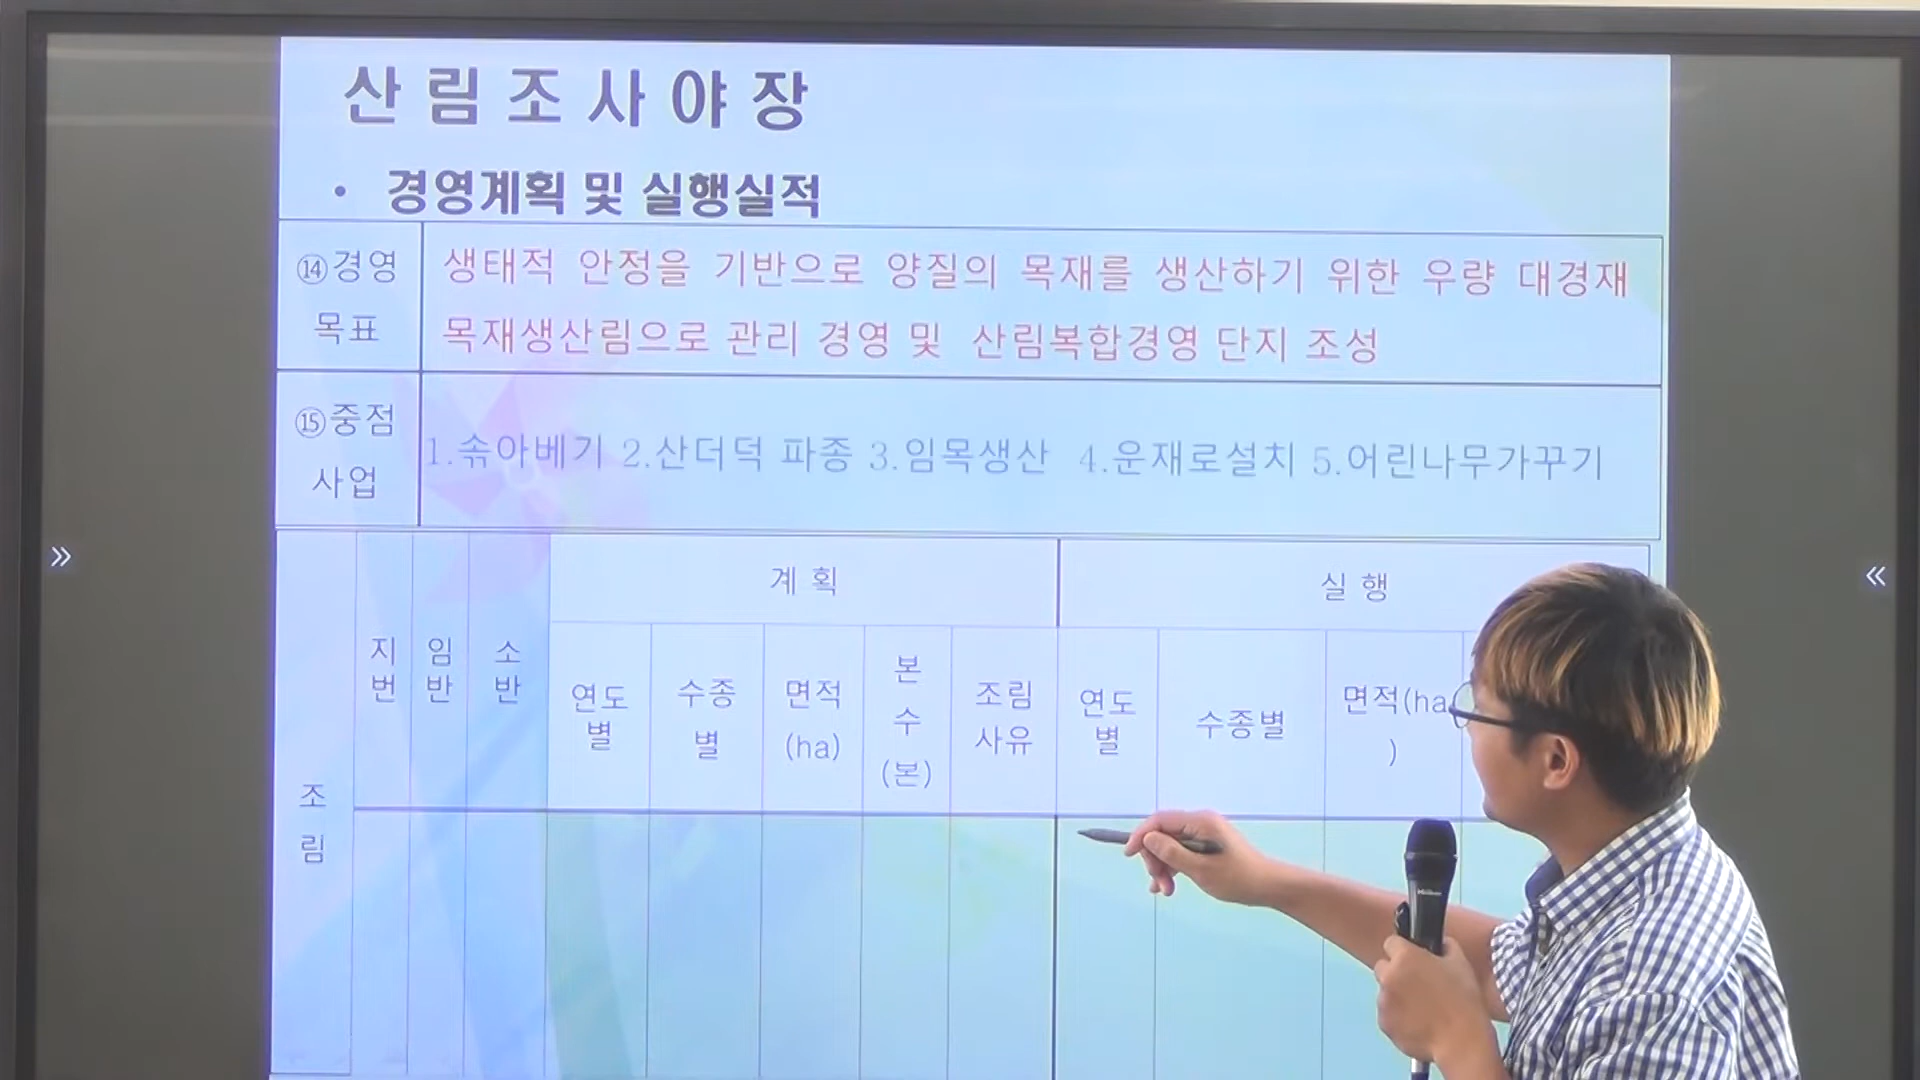 산림조사야장
• 경영계획 및 실행실적
⑭경영
목표
생태적 안정을 기반으로 양질의 목재를 생산하기 위한 우량 대경재
목재생산림으로 관리 경영 및 산림복합경영 단지 조성
⑮중점
사업
1.솎아베기 2.산더덕 파종 3.임목생산 4.운재로설치 5.어린나무가꾸기
조
림
지
번
임
반
소
반
계 획
연도
별
수종
별
면적
(ha)
본
수
(본)
조림
사유
실 행
연도
별
수종별
면적(ha
)